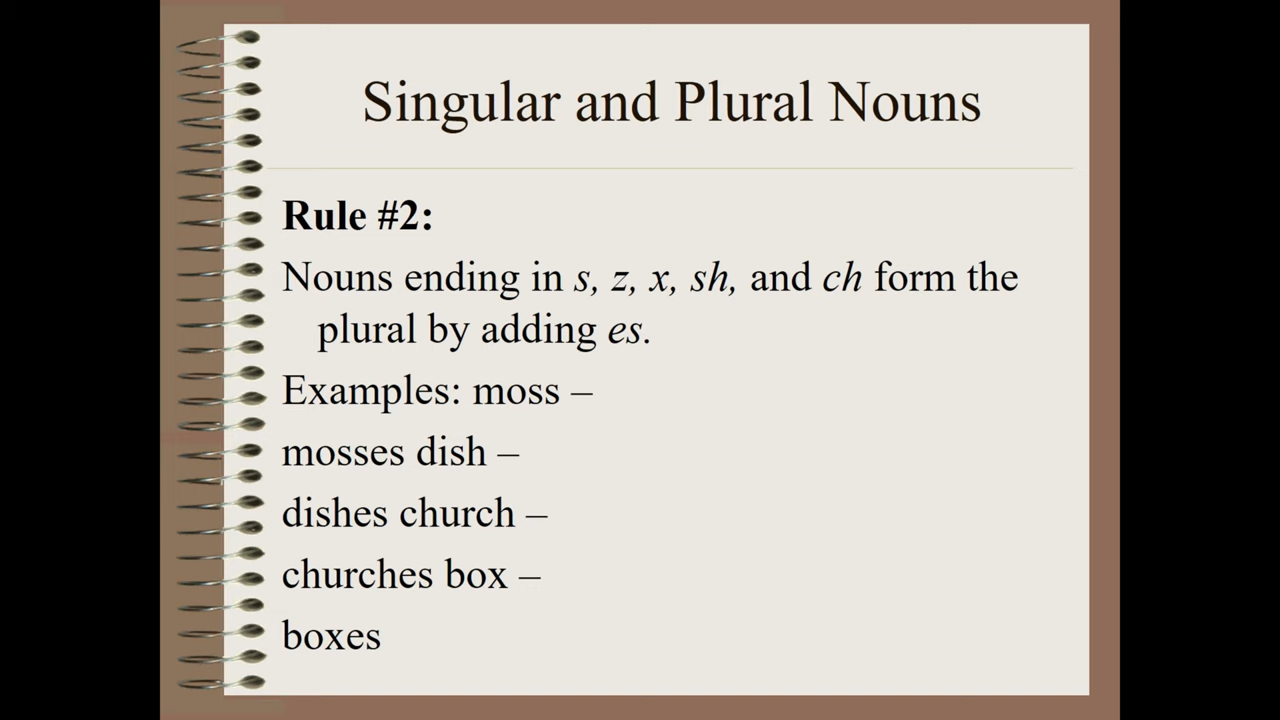 Singular and Plural Nouns
Rule #2:
Nouns ending in s, z, x, sh, and ch form the
plural by adding es.
Examples: moss –
mosses dish –
dishes church –
churches box –
boxes